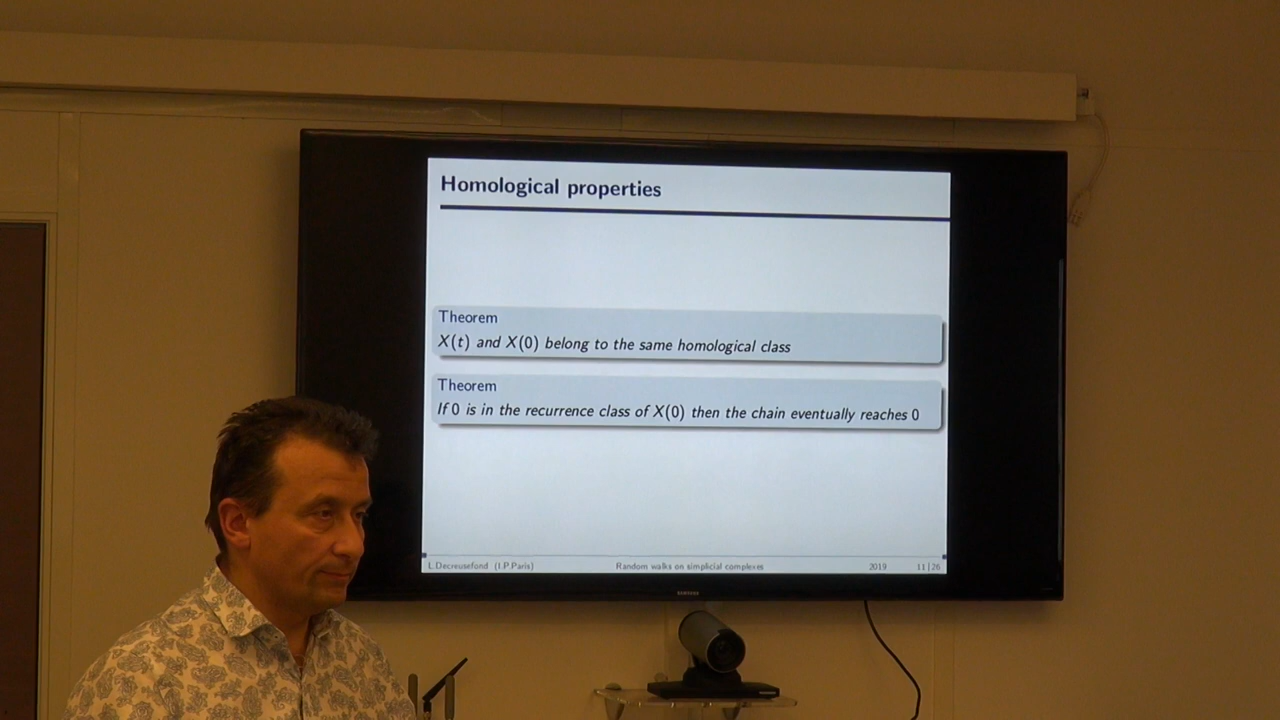 Homological properties
Theorem
X(t) and X(0) belong to the same homological class
Theorem
If 0 is in the recurrence class of X(0) then the chain eventually reaches 0
L.Decreusefond (I.P.Paris) Random walks on simplicial complexes 2019 11|26
SAMSUNG